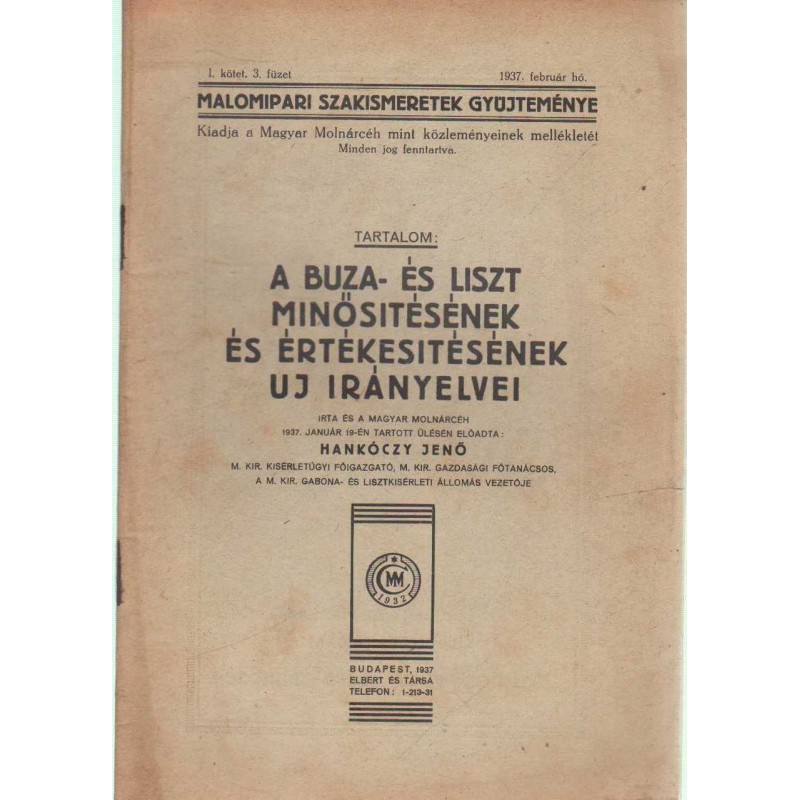 I. kötet. 3. füzet 1937. február hó.
MALOMIPARI SZAKISMERETEK GYÜJTEMÉNYE
Kiadja a Magyar Molnárcéh mint közleményeinek mellékletét
Minden jog fenntartva.
TARTALOM:
A BUZA- ÉS LISZT
MINŐSITÉSÉNEK
ÉS ÉRTÉKESITÉSÉNEK
UJ IRÁNYELVEI
IRTA ÉS A MAGYAR MOLNÁRCÉH
1937. JANUÁR 19-ÉN TARTOTT ÜLÉSÉN ELŐADTA:
HANKÓCZY JENŐ
M. KIR. KISÉRLETÜGYI FŐIGAZGATÓ, M. KIR. GAZDASÁGI FŐTANÁCSOS,
A M. KIR. GABONA- ÉS LISZTKISÉRLETI ÁLLOMÁS VEZETŐJE
C MM
1932
BUDAPEST, 1937
ELBERT ÉS TÁRSA
TELEFON: 1-213-31